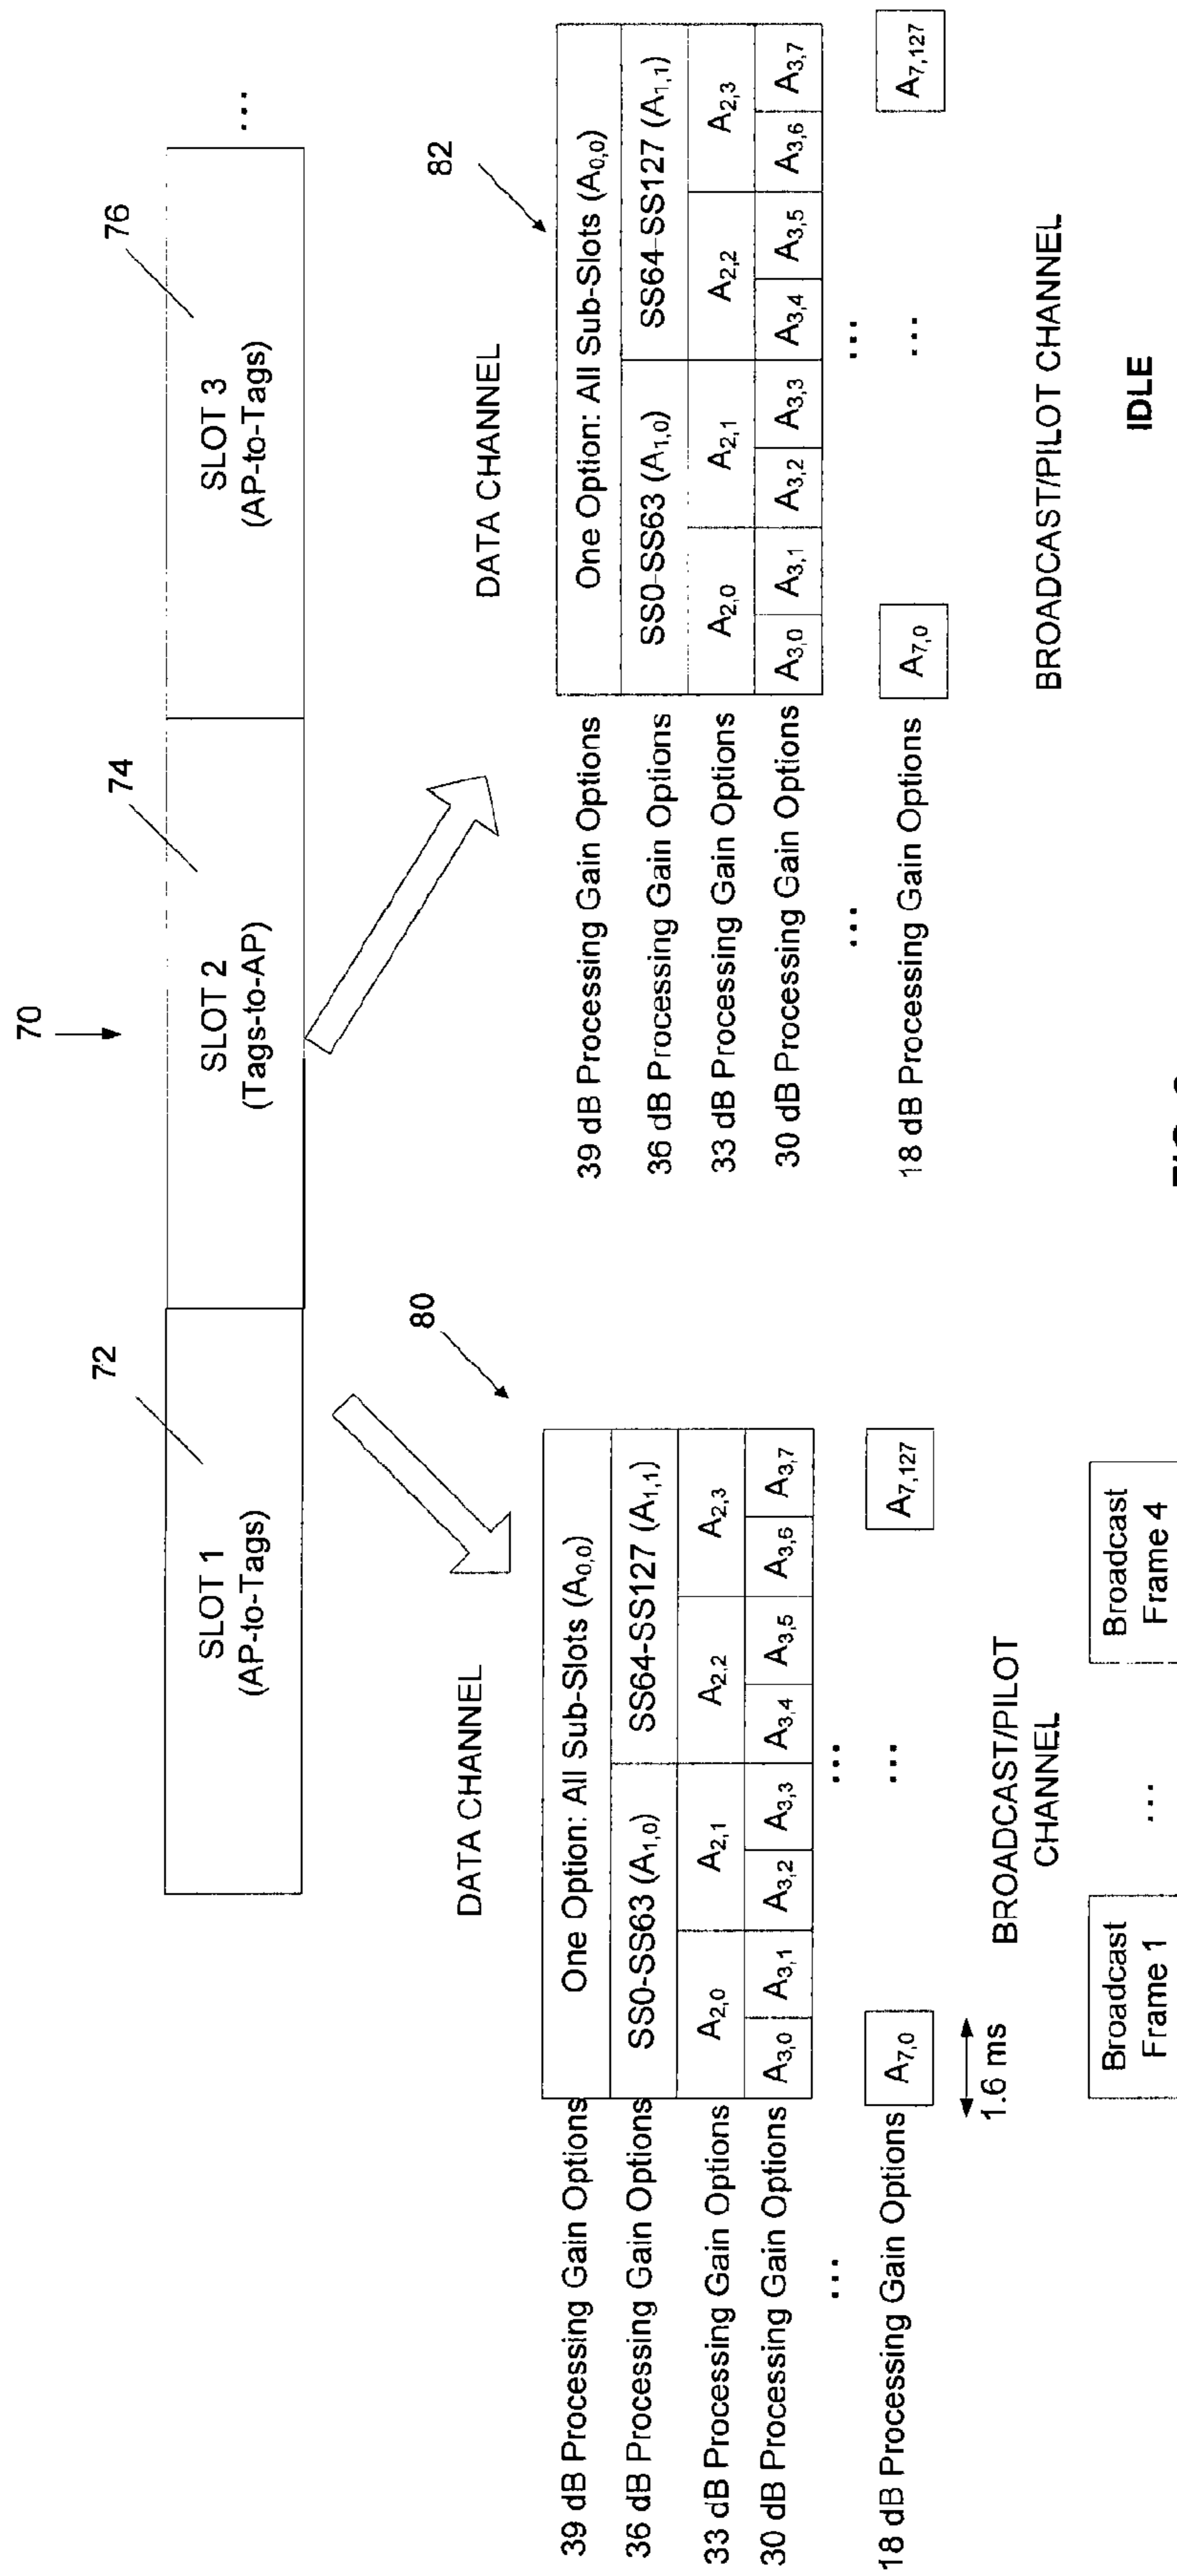 70
72
74
76
SLOT 1
(AP-to-Tags)
SLOT 2
(Tags-to-AP)
SLOT 3
(AP-to-Tags)
...
80
DATA CHANNEL
39 dB Processing Gain Options
One Option: All Sub-Slots (A0,0)
36 dB Processing Gain Options
SS0-SS63 (A1,0)
SS64-SS127 (A1,1)
33 dB Processing Gain Options
A2,0
A2,1
A2,2
A2,3
30 dB Processing Gain Options
A3,0
A3,1
A3,2
A3,3
A3,4
A3,5
A3,6
A3,7
...
...
18 dB Processing Gain Options
A7,0
...
A7,127
1.6 ms
BROADCAST/PILOT
CHANNEL
Broadcast
Frame 1
...
Broadcast
Frame 4
82
DATA CHANNEL
39 dB Processing Gain Options
One Option: All Sub-Slots (A0,0)
36 dB Processing Gain Options
SS0-SS63 (A1,0)
SS64-SS127 (A1,1)
33 dB Processing Gain Options
A2,0
A2,1
A2,2
A2,3
30 dB Processing Gain Options
A3,0
A3,1
A3,2
A3,3
A3,4
A3,5
A3,6
A3,7
...
...
18 dB Processing Gain Options
A7,0
...
A7,127
BROADCAST/PILOT CHANNEL
IDLE